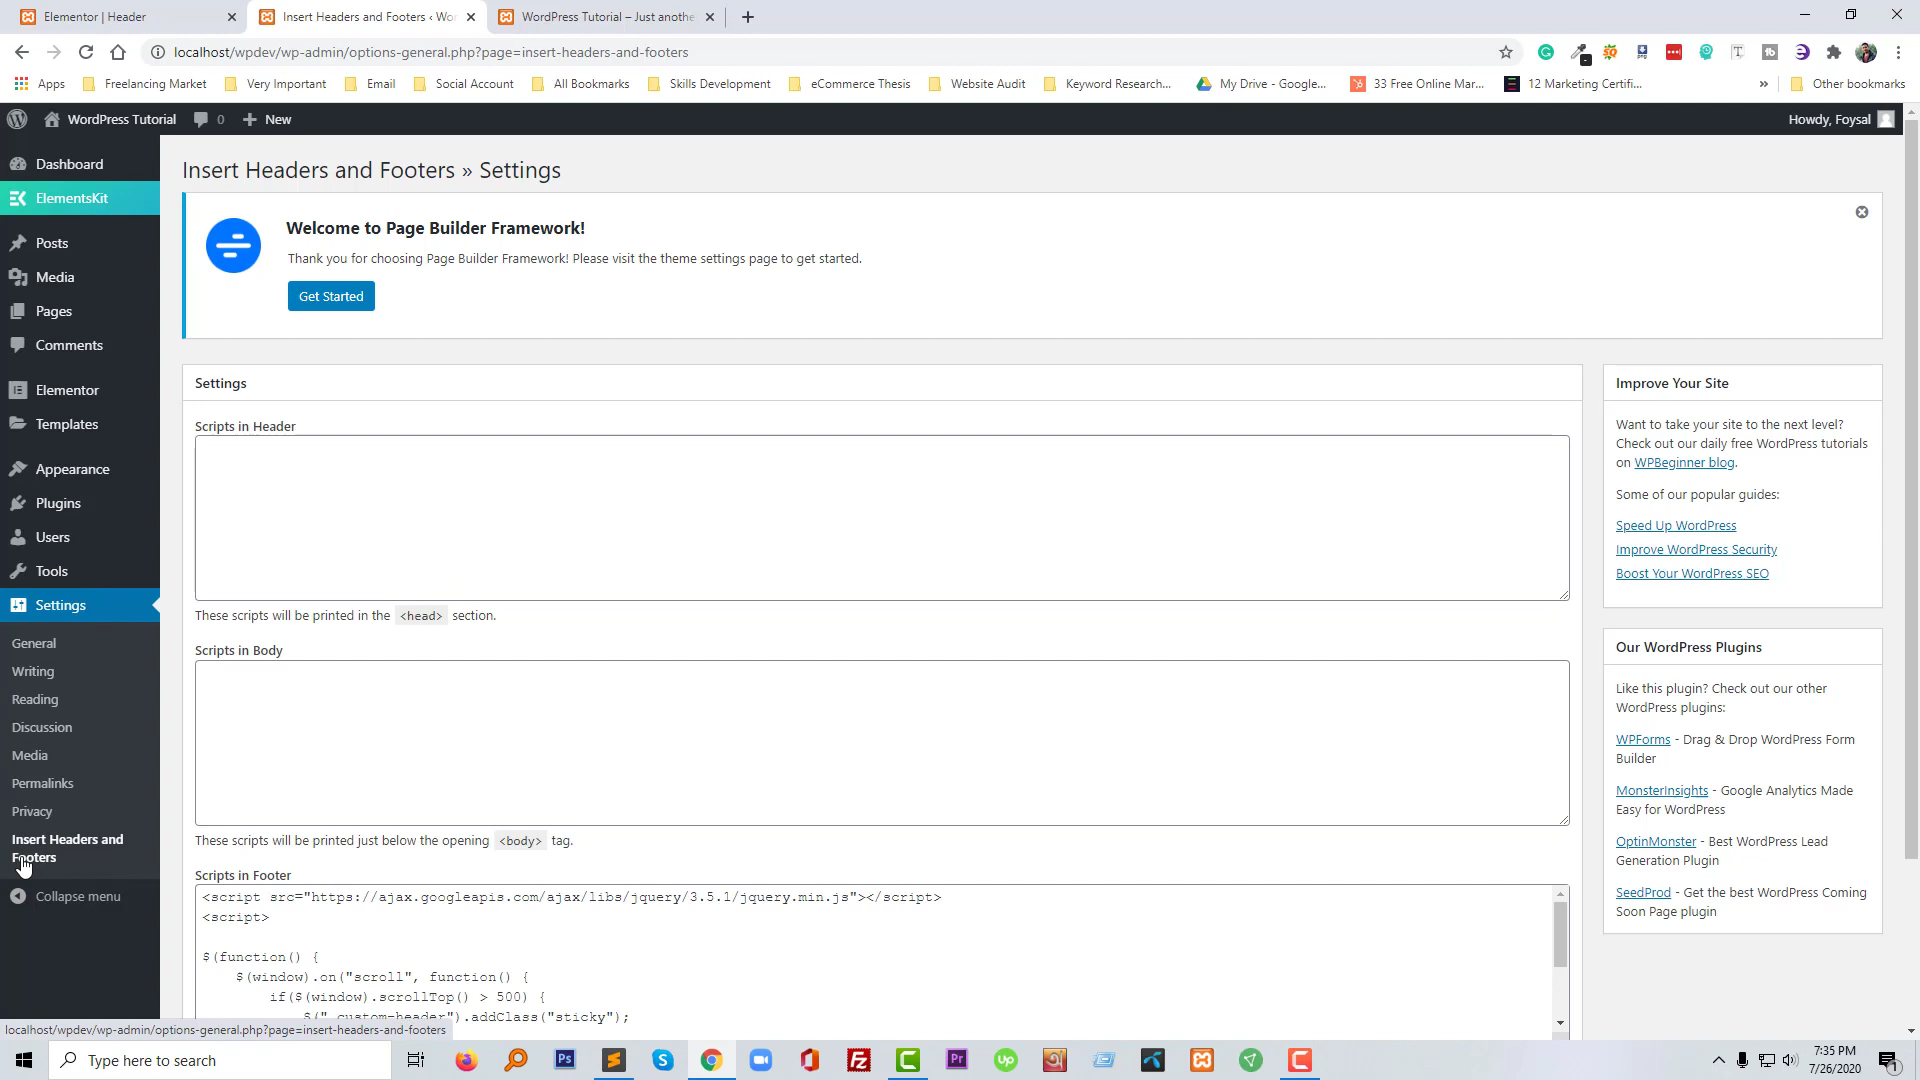 Elementor | Header
Insert Headers and Footers ‹ Wor
WordPress Tutorial – Just anothe
localhost/wpdev/wp-admin/options-general.php?page=insert-headers-and-footers
Apps
Freelancing Market
Very Important
Email
Social Account
All Bookmarks
Skills Development
eCommerce Thesis
Website Audit
Keyword Research...
My Drive - Google...
33 Free Online Mar...
12 Marketing Certifi...
»
Other bookmarks
WordPress Tutorial
0
New
Howdy, Foysal
Dashboard
ElementsKit
Posts
Media
Pages
Comments
Elementor
Templates
Appearance
Plugins
Users
Tools
Settings
General
Writing
Reading
Discussion
Media
Permalinks
Privacy
Insert Headers and
Footers
Collapse menu
Insert Headers and Footers » Settings
Welcome to Page Builder Framework!
Thank you for choosing Page Builder Framework! Please visit the theme settings page to get started.
Get Started
Settings
Scripts in Header
These scripts will be printed in the <head> section.
Scripts in Body
These scripts will be printed just below the opening <body> tag.
Scripts in Footer
<script src="https://ajax.googleapis.com/ajax/libs/jquery/3.5.1/jquery.min.js"></script>
<script>
$(function() {
$(window).on("scroll", function() {
if($(window).scrollTop() > 500) {
$(".custom-header").addClass("sticky");
Improve Your Site
Want to take your site to the next level?
Check out our daily free WordPress tutorials
on WPBeginner blog.
Some of our popular guides:
Speed Up WordPress
Improve WordPress Security
Boost Your WordPress SEO
Our WordPress Plugins
Like this plugin? Check out our other
WordPress plugins:
WPForms - Drag & Drop WordPress Form
Builder
MonsterInsights - Google Analytics Made
Easy for WordPress
OptinMonster - Best WordPress Lead
Generation Plugin
SeedProd - Get the best WordPress Coming
Soon Page plugin
localhost/wpdev/wp-admin/options-general.php?page=insert-headers-and-footers
Type here to search
Ps
Pr
Up
7:35 PM
7/26/2020
1